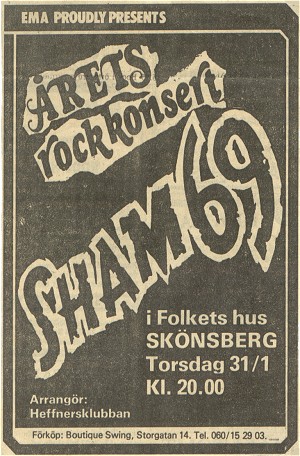 EMA PROUDLY PRESENTS
ÅRETS
rockkonsert
SHAM 69
i Folkets hus
SKÖNSBERG
Torsdag 31/1
Kl. 20.00
Arrangör:
Heffnersklubban
Förköp: Boutique Swing, Storgatan 14. Tel. 060/15 29 03.